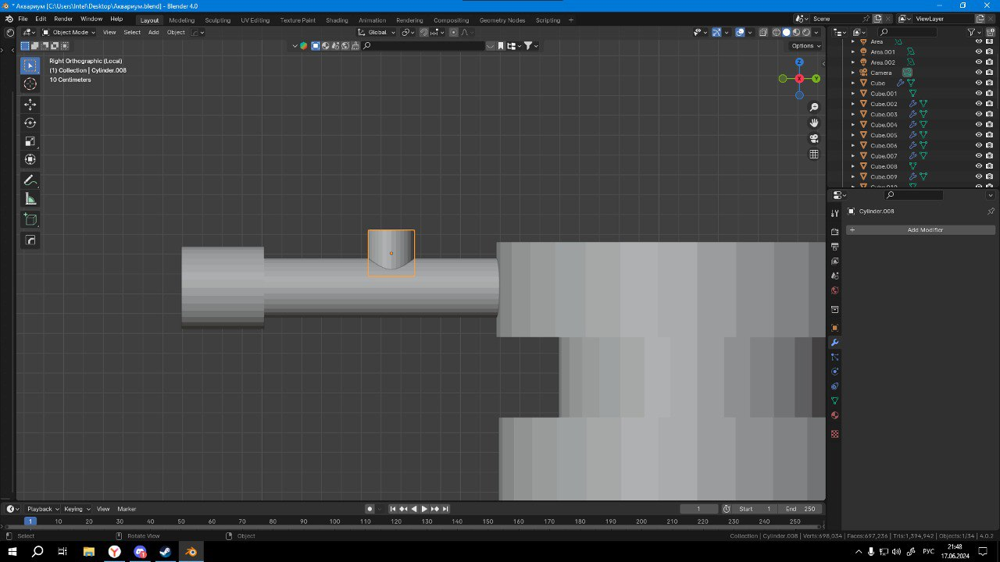 * Аквариум [C:\Users\Intel\Desktop\Аквариум.blend] - Blender 4.0
File Edit Render Window Help Layout Modeling Sculpting UV Editing Texture Paint Shading Animation Rendering Compositing Geometry Nodes Scripting + Scene ViewLayer
Object Mode View Select Add Object Global
Options
Right Orthographic (Local)
(1) Collection | Cylinder.008
10 Centimeters
Z
X
Y
Area
Area.001
Area.002
Camera
Cube
Cube.001
Cube.002
Cube.003
Cube.004
Cube.005
Cube.006
Cube.007
Cube.008
Cube.009
Cube.010
Cylinder.008
+ Add Modifier
Playback Keying View Marker 1 Start 1 End 250
1 10 20 30 40 50 60 70 80 90 100 110 120 130 140 150 160 170 180 190 200 210 220 230 240 250
Select Rotate View Object Collection | Cylinder.008 | Verts:698,034 | Faces:697,236 | Tris:1,394,942 | Objects:1/34 | 4.0.2
РУС
21:48
17.06.2024